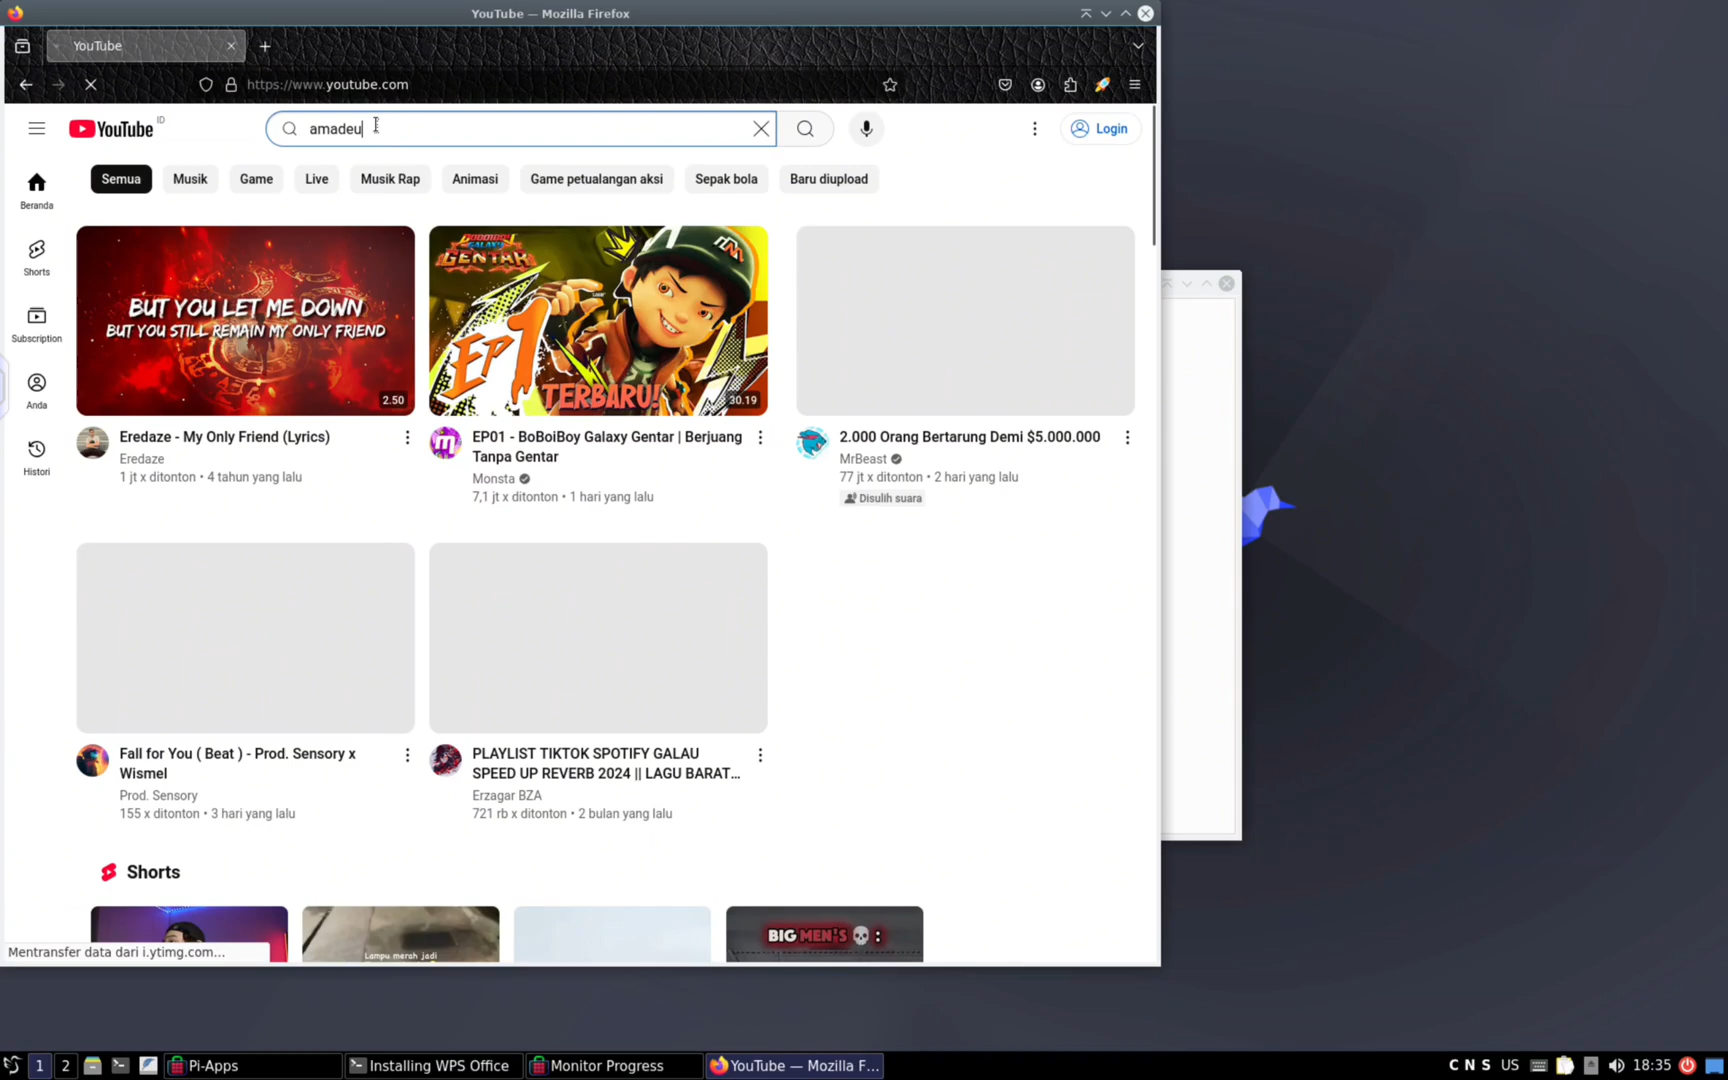 YouTube — Mozilla Firefox
YouTube
https://www.youtube.com
YouTube ID
amadeu
Login
Semua
Musik
Game
Live
Musik Rap
Animasi
Game petualangan aksi
Sepak bola
Baru diupload
Beranda
Shorts
Subscription
Anda
Histori
BUT YOU LET ME DOWN
BUT YOU STILL REMAIN MY ONLY FRIEND
2.50
Eredaze - My Only Friend (Lyrics)
Eredaze
1 jt x ditonton • 4 tahun yang lalu
BOBOIBOY
GALAXY
GENTAR
EP1
TERBARU!
30.19
EP01 - BoBoiBoy Galaxy Gentar | Berjuang
Tanpa Gentar
Monsta
7,1 jt x ditonton • 1 hari yang lalu
2.000 Orang Bertarung Demi $5.000.000
MrBeast
77 jt x ditonton • 2 hari yang lalu
Disulih suara
Fall for You ( Beat ) - Prod. Sensory x
Wismel
Prod. Sensory
155 x ditonton • 3 hari yang lalu
PLAYLIST TIKTOK SPOTIFY GALAU
SPEED UP REVERB 2024 || LAGU BARAT...
Erzagar BZA
721 rb x ditonton • 2 bulan yang lalu
Shorts
Lampu merah jadi
BIG MEN'S :
Mentransfer data dari i.ytimg.com...
1
2
Pi-Apps
Installing WPS Office
Monitor Progress
YouTube — Mozilla F...
C N S
US
18:35